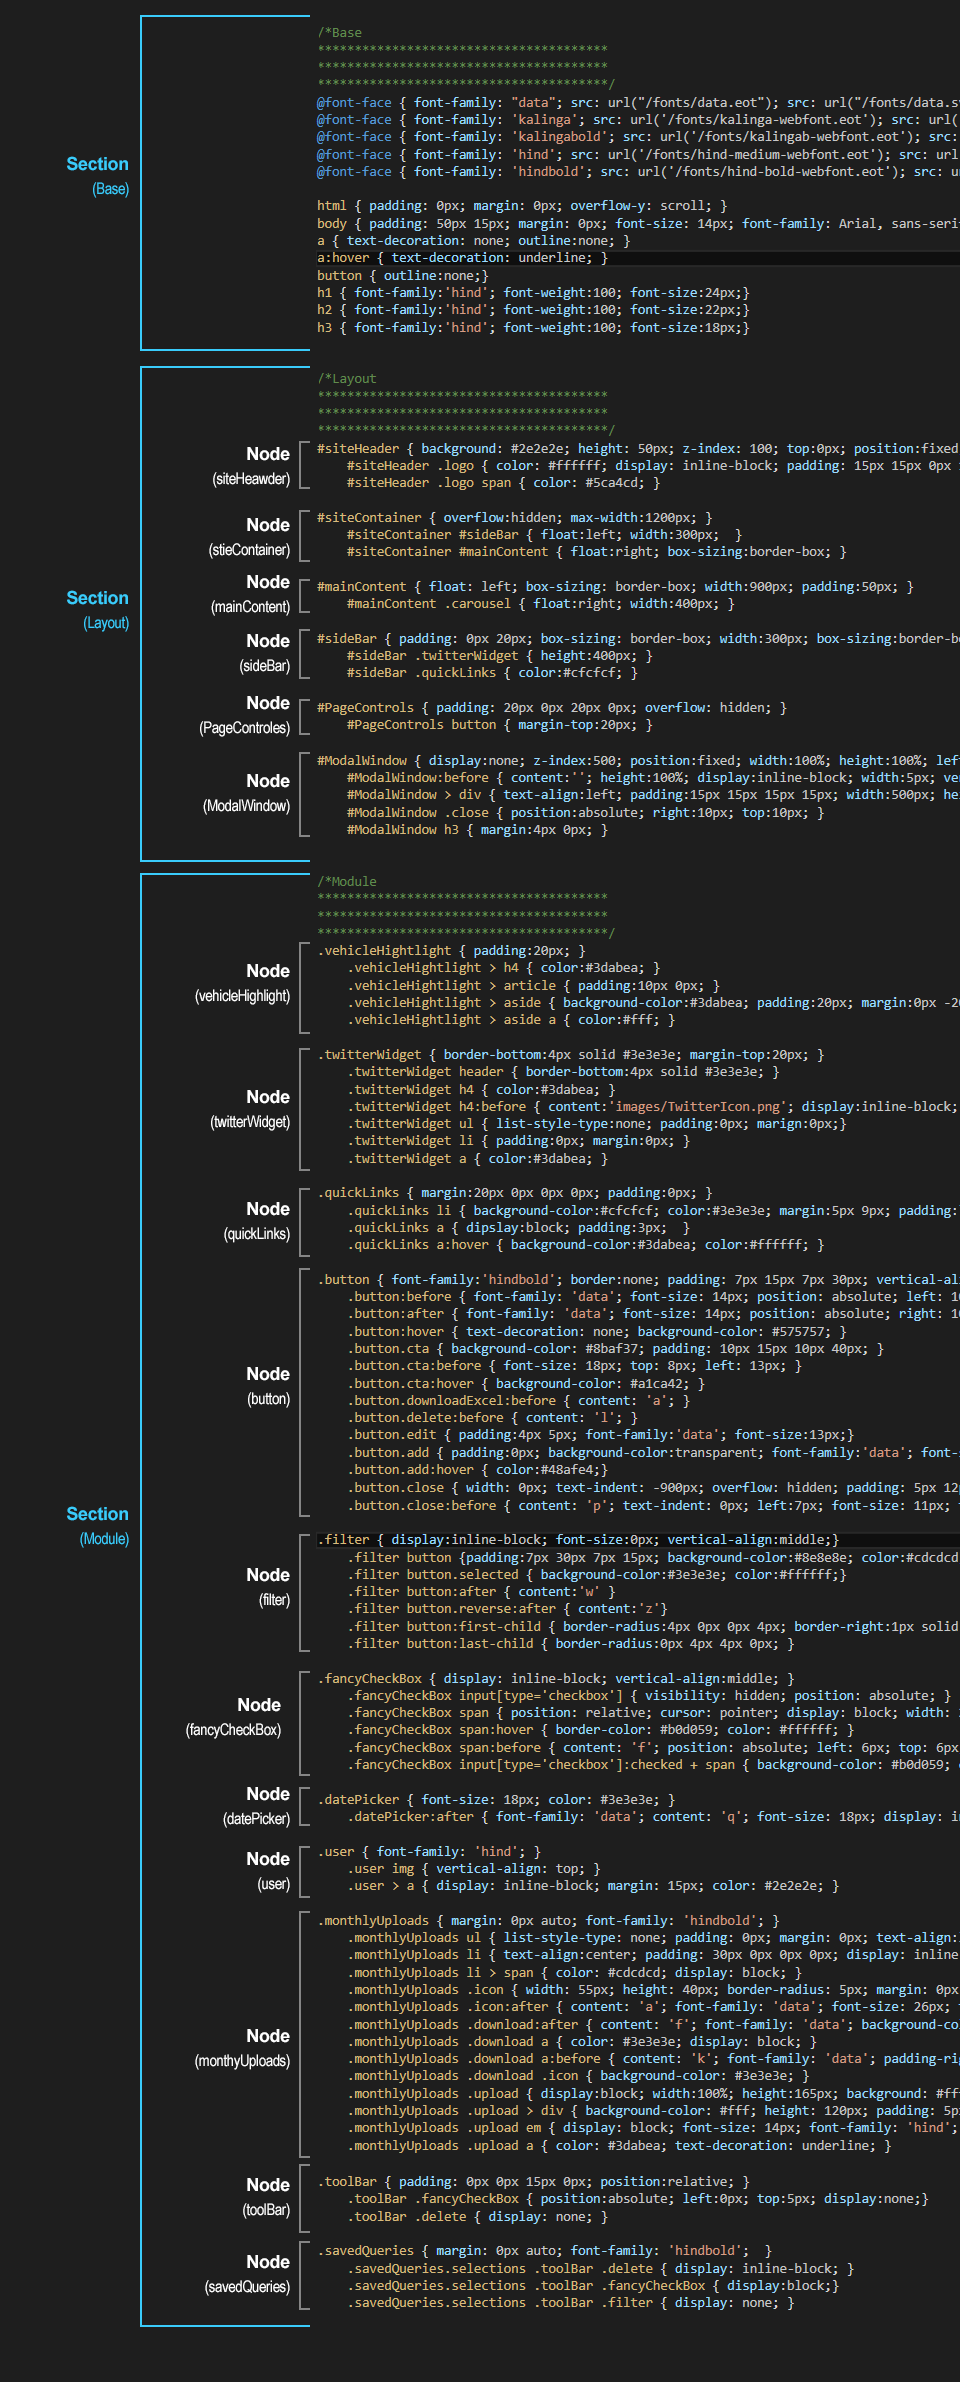 /*Base
***************************************
***************************************
***************************************/
@font-face { font-family: "data"; src: url("/fonts/data.eot"); src: url("/fonts/data.s
@font-face { font-family: 'kalinga'; src: url('/fonts/kalinga-webfont.eot'); src: url(
@font-face { font-family: 'kalingabold'; src: url('/fonts/kalingab-webfont.eot'); src:
@font-face { font-family: 'hind'; src: url('/fonts/hind-medium-webfont.eot'); src: url
@font-face { font-family: 'hindbold'; src: url('/fonts/hind-bold-webfont.eot'); src: u
Section
(Base)
html { padding: 0px; margin: 0px; overflow-y: scroll; }
body { padding: 50px 15px; margin: 0px; font-size: 14px; font-family: Arial, sans-seri
a { text-decoration: none; outline:none; }
a:hover { text-decoration: underline; }
button { outline:none;}
h1 { font-family:'hind'; font-weight:100; font-size:24px;}
h2 { font-family:'hind'; font-weight:100; font-size:22px;}
h3 { font-family:'hind'; font-weight:100; font-size:18px;}
/*Layout
***************************************
***************************************
***************************************/
Section
(Layout)
Node
(siteHeawder)
#siteHeader { background: #2e2e2e; height: 50px; z-index: 100; top:0px; position:fixed
#siteHeader .logo { color: #ffffff; display: inline-block; padding: 15px 15px 0px
#siteHeader .logo span { color: #5ca4cd; }
Node
(stieContainer)
#siteContainer { overflow:hidden; max-width:1200px; }
#siteContainer #sideBar { float:left; width:300px;  }
#siteContainer #mainContent { float:right; box-sizing:border-box; }
Node
(mainContent)
#mainContent { float: left; box-sizing: border-box; width:900px; padding:50px; }
#mainContent .carousel { float:right; width:400px; }
Node
(sideBar)
#sideBar { padding: 0px 20px; box-sizing: border-box; width:300px; box-sizing:border-b
#sideBar .twitterWidget { height:400px; }
#sideBar .quickLinks { color:#cfcfcf; }
Node
(PageControles)
#PageControls { padding: 20px 0px 20px 0px; overflow: hidden; }
#PageControls button { margin-top:20px; }
Node
(ModalWindow)
#ModalWindow { display:none; z-index:500; position:fixed; width:100%; height:100%; lef
#ModalWindow:before { content:''; height:100%; display:inline-block; width:5px; ve
#ModalWindow > div { text-align:left; padding:15px 15px 15px 15px; width:500px; he
#ModalWindow .close { position:absolute; right:10px; top:10px; }
#ModalWindow h3 { margin:4px 0px; }
/*Module
***************************************
***************************************
***************************************/
Section
(Module)
Node
(vehicleHighlight)
.vehicleHightlight { padding:20px; }
.vehicleHightlight > h4 { color:#3dabea; }
.vehicleHightlight > article { padding:10px 0px; }
.vehicleHightlight > aside { background-color:#3dabea; padding:20px; margin:0px -2
.vehicleHightlight > aside a { color:#fff; }
Node
(twitterWidget)
.twitterWidget { border-bottom:4px solid #3e3e3e; margin-top:20px; }
.twitterWidget header { border-bottom:4px solid #3e3e3e; }
.twitterWidget h4 { color:#3dabea; }
.twitterWidget h4:before { content:'images/TwitterIcon.png'; display:inline-block;
.twitterWidget ul { list-style-type:none; padding:0px; marign:0px;}
.twitterWidget li { padding:0px; margin:0px; }
.twitterWidget a { color:#3dabea; }
Node
(quickLinks)
.quickLinks { margin:20px 0px 0px 0px; padding:0px; }
.quickLinks li { background-color:#cfcfcf; color:#3e3e3e; margin:5px 9px; padding:
.quickLinks a { dipslay:block; padding:3px;  }
.quickLinks a:hover { background-color:#3dabea; color:#ffffff; }
Node
(button)
.button { font-family:'hindbold'; border:none; padding: 7px 15px 7px 30px; vertical-al
.button:before { font-family: 'data'; font-size: 14px; position: absolute; left: 1
.button:after { font-family: 'data'; font-size: 14px; position: absolute; right: 1
.button:hover { text-decoration: none; background-color: #575757; }
.button.cta { background-color: #8baf37; padding: 10px 15px 10px 40px; }
.button.cta:before { font-size: 18px; top: 8px; left: 13px; }
.button.cta:hover { background-color: #a1ca42; }
.button.downloadExcel:before { content: 'a'; }
.button.delete:before { content: 'l'; }
.button.edit { padding:4px 5px; font-family:'data'; font-size:13px;}
.button.add { padding:0px; background-color:transparent; font-family:'data'; font-
.button.add:hover { color:#48afe4;}
.button.close { width: 0px; text-indent: -900px; overflow: hidden; padding: 5px 12p
.button.close:before { content: 'p'; text-indent: 0px; left:7px; font-size: 11px;
Node
(filter)
.filter { display:inline-block; font-size:0px; vertical-align:middle;}
.filter button {padding:7px 30px 7px 15px; background-color:#8e8e8e; color:#cdcdcd
.filter button.selected { background-color:#3e3e3e; color:#ffffff;}
.filter button:after { content:'w' }
.filter button.reverse:after { content:'z'}
.filter button:first-child { border-radius:4px 0px 0px 4px; border-right:1px solid
.filter button:last-child { border-radius:0px 4px 4px 0px; }
Node
(fancyCheckBox)
.fancyCheckBox { display: inline-block; vertical-align:middle; }
.fancyCheckBox input[type='checkbox'] { visibility: hidden; position: absolute; }
.fancyCheckBox span { position: relative; cursor: pointer; display: block; width:
.fancyCheckBox span:hover { border-color: #b0d059; color: #ffffff; }
.fancyCheckBox span:before { content: 'f'; position: absolute; left: 6px; top: 6px
.fancyCheckBox input[type='checkbox']:checked + span { background-color: #b0d059;
Node
(datePicker)
.datePicker { font-size: 18px; color: #3e3e3e; }
.datePicker:after { font-family: 'data'; content: 'q'; font-size: 18px; display: i
Node
(user)
.user { font-family: 'hind'; }
.user img { vertical-align: top; }
.user > a { display: inline-block; margin: 15px; color: #2e2e2e; }
Node
(monthyUploads)
.monthlyUploads { margin: 0px auto; font-family: 'hindbold'; }
.monthlyUploads ul { list-style-type: none; padding: 0px; margin: 0px; text-align:
.monthlyUploads li { text-align:center; padding: 30px 0px 0px 0px; display: inline
.monthlyUploads li > span { color: #cdcdcd; display: block; }
.monthlyUploads .icon { width: 55px; height: 40px; border-radius: 5px; margin: 0px
.monthlyUploads .icon:after { content: 'a'; font-family: 'data'; font-size: 26px;
.monthlyUploads .download:after { content: 'f'; font-family: 'data'; background-co
.monthlyUploads .download a { color: #3e3e3e; display: block; }
.monthlyUploads .download a:before { content: 'k'; font-family: 'data'; padding-ri
.monthlyUploads .download .icon { background-color: #3e3e3e; }
.monthlyUploads .upload { display:block; width:100%; height:165px; background: #ff
.monthlyUploads .upload > div { background-color: #fff; height: 120px; padding: 5p
.monthlyUploads .upload em { display: block; font-size: 14px; font-family: 'hind';
.monthlyUploads .upload a { color: #3dabea; text-decoration: underline; }
Node
(toolBar)
.toolBar { padding: 0px 0px 15px 0px; position:relative; }
.toolBar .fancyCheckBox { position:absolute; left:0px; top:5px; display:none;}
.toolBar .delete { display: none; }
Node
(savedQueries)
.savedQueries { margin: 0px auto; font-family: 'hindbold';  }
.savedQueries.selections .toolBar .delete { display: inline-block; }
.savedQueries.selections .toolBar .fancyCheckBox { display:block;}
.savedQueries.selections .toolBar .filter { display: none; }